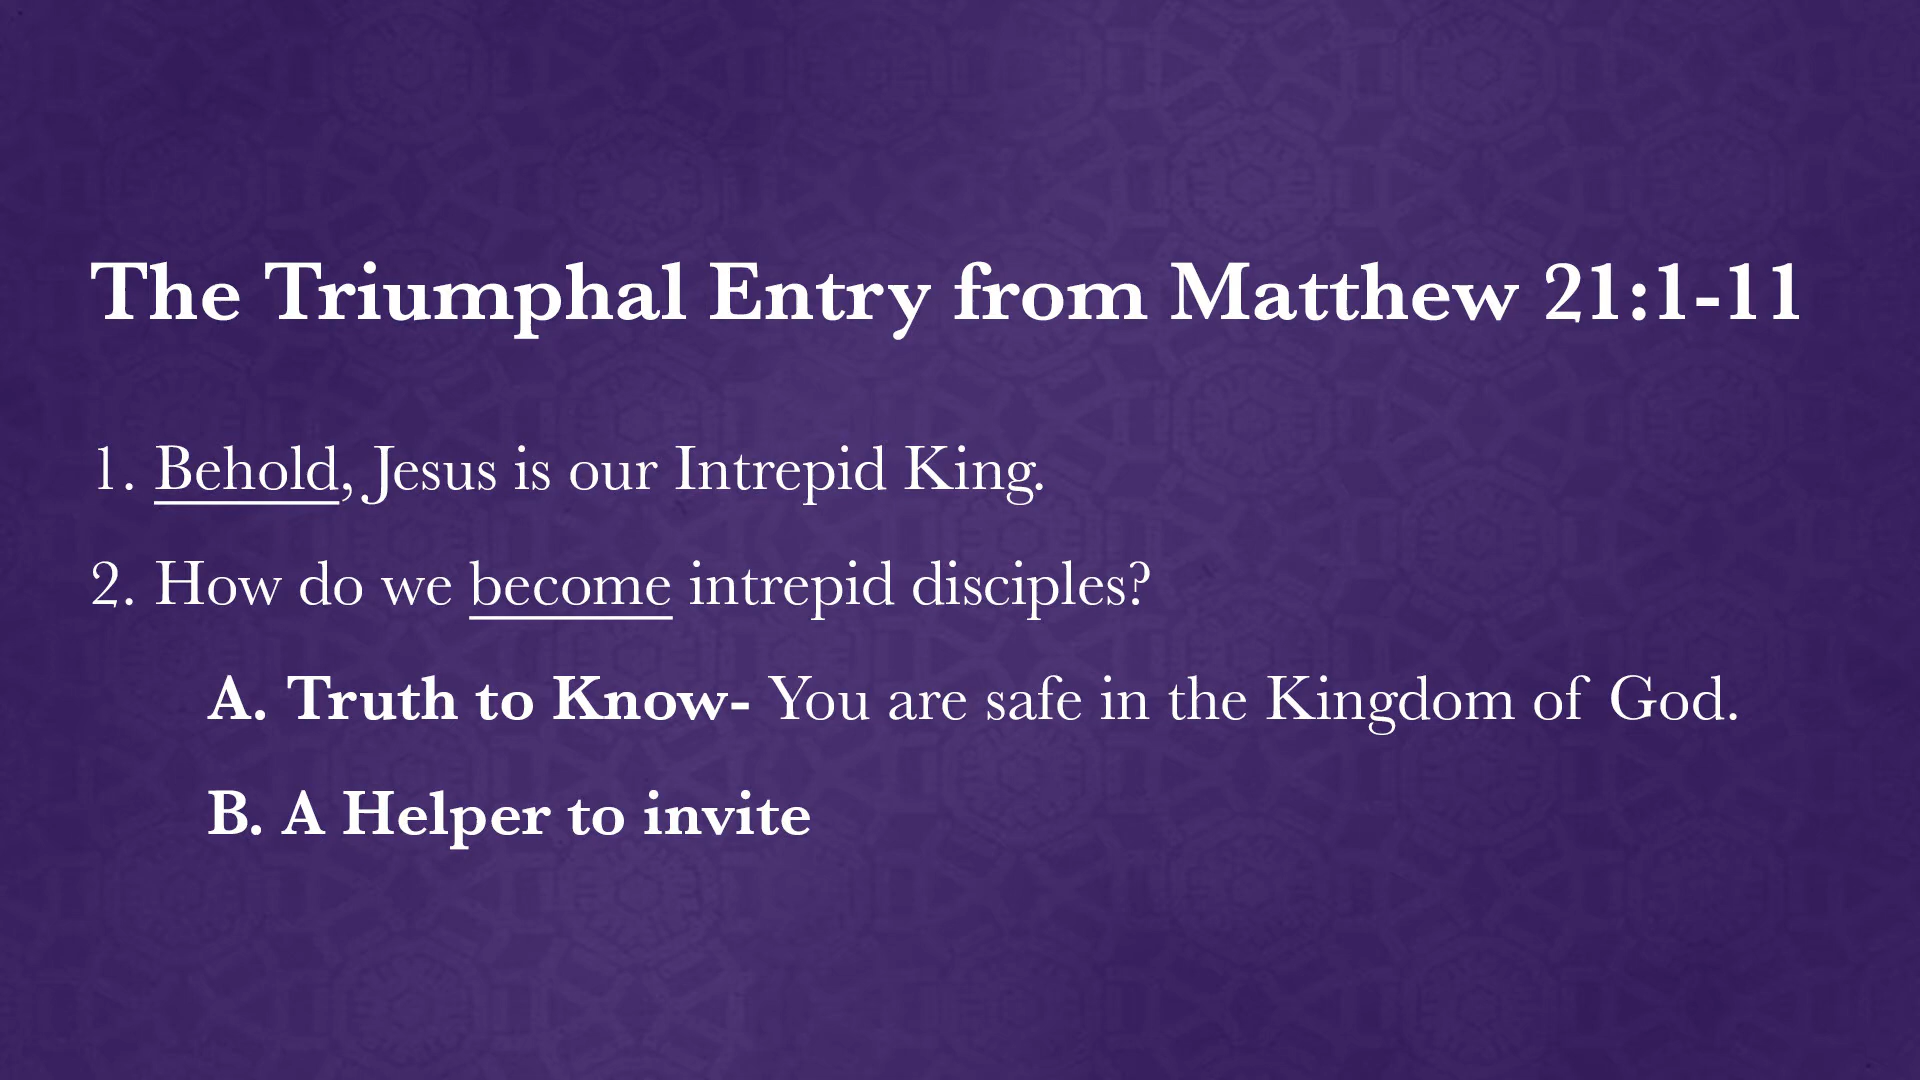 The Triumphal Entry from Matthew 21:1-11
1. Behold, Jesus is our Intrepid King.
2. How do we become intrepid disciples?
A. Truth to Know- You are safe in the Kingdom of God.
B. A Helper to invite